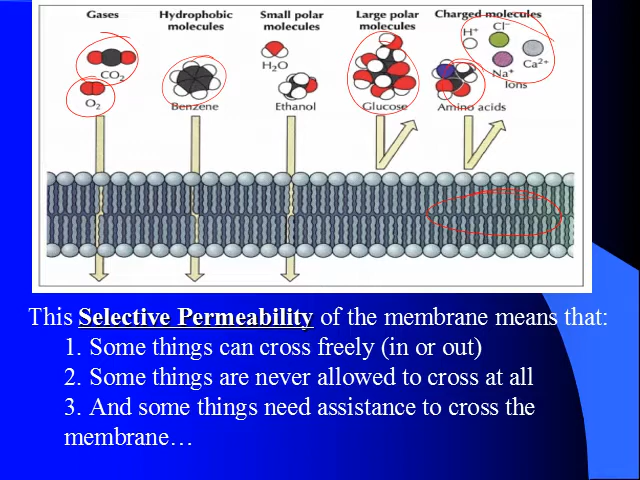 Gases Hydrophobic molecules Small polar molecules Large polar molecules Charged molecules
H⁺ Cl⁻
H₂O
CO₂ Ca²⁺
Na⁺
Ions
O₂ Benzene Ethanol Glucose Amino acids
This Selective Permeability of the membrane means that:
1. Some things can cross freely (in or out)
2. Some things are never allowed to cross at all
3. And some things need assistance to cross the
membrane…